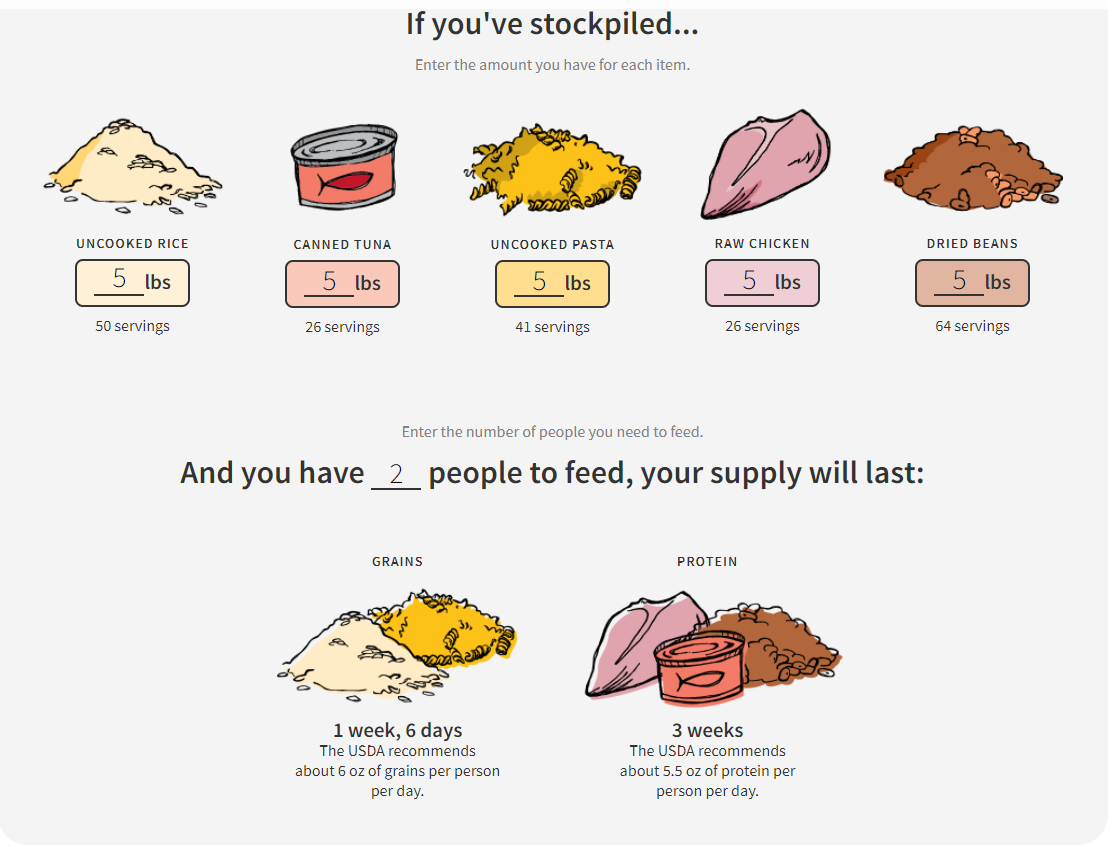 If you've stockpiled...
Enter the amount you have for each item.
UNCOOKED RICE
5 lbs
50 servings
CANNED TUNA
5 lbs
26 servings
UNCOOKED PASTA
5 lbs
41 servings
RAW CHICKEN
5 lbs
26 servings
DRIED BEANS
5 lbs
64 servings
Enter the number of people you need to feed.
And you have 2 people to feed, your supply will last:
GRAINS
1 week, 6 days
The USDA recommends
about 6 oz of grains per person
per day.
PROTEIN
3 weeks
The USDA recommends
about 5.5 oz of protein per
person per day.